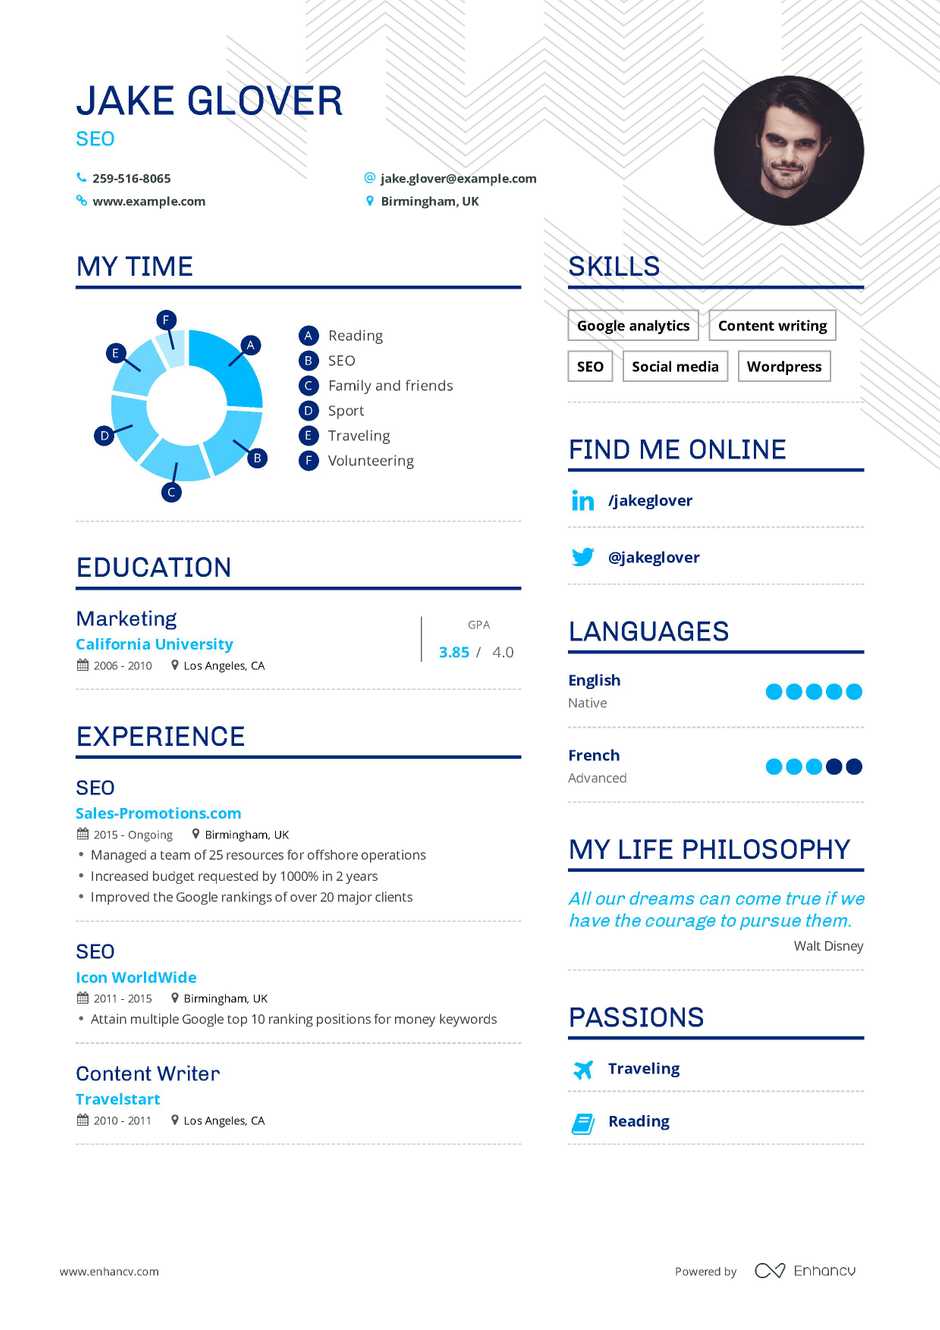 JAKE GLOVER
SEO
259-516-8065
@ jake.glover@example.com
www.example.com
Birmingham, UK
MY TIME
F
A
E
D
B
C
A Reading
B SEO
C Family and friends
D Sport
E Traveling
F Volunteering
EDUCATION
Marketing
California University
2006 - 2010 Los Angeles, CA
GPA
3.85 / 4.0
EXPERIENCE
SEO
Sales-Promotions.com
2015 - Ongoing Birmingham, UK
• Managed a team of 25 resources for offshore operations
• Increased budget requested by 1000% in 2 years
• Improved the Google rankings of over 20 major clients
SEO
Icon WorldWide
2011 - 2015 Birmingham, UK
• Attain multiple Google top 10 ranking positions for money keywords
Content Writer
Travelstart
2010 - 2011 Los Angeles, CA
SKILLS
Google analytics Content writing
SEO Social media Wordpress
FIND ME ONLINE
in /jakeglover
@jakeglover
LANGUAGES
English
Native
French
Advanced
MY LIFE PHILOSOPHY
All our dreams can come true if we
have the courage to pursue them.
Walt Disney
PASSIONS
Traveling
Reading
www.enhancv.com
Powered by Enhancv